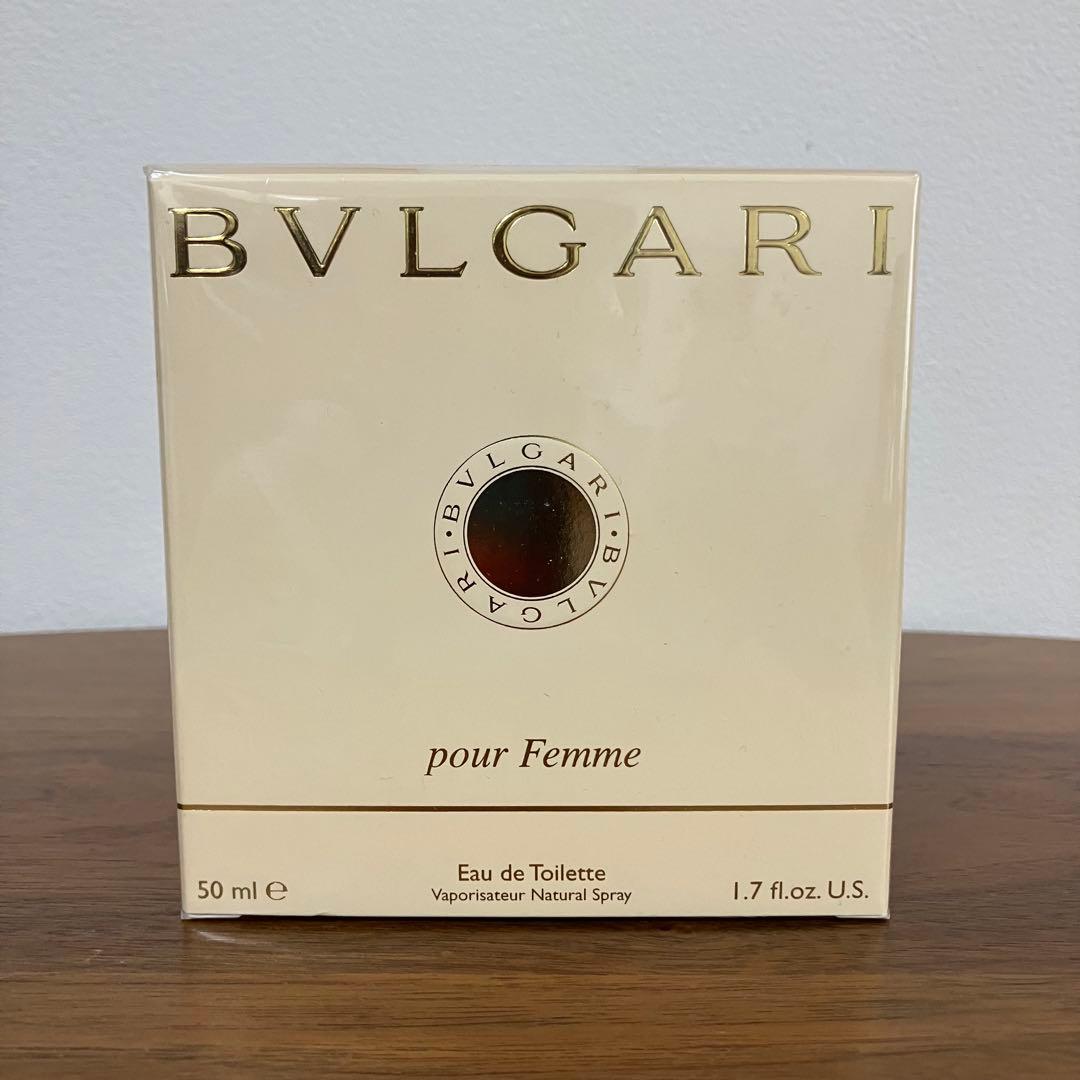 BVLGARI
BVLGARI • BVLGARI •
pour Femme
Eau de Toilette
Vaporisateur Natural Spray
50 ml ℮
1.7 fl.oz. U.S.